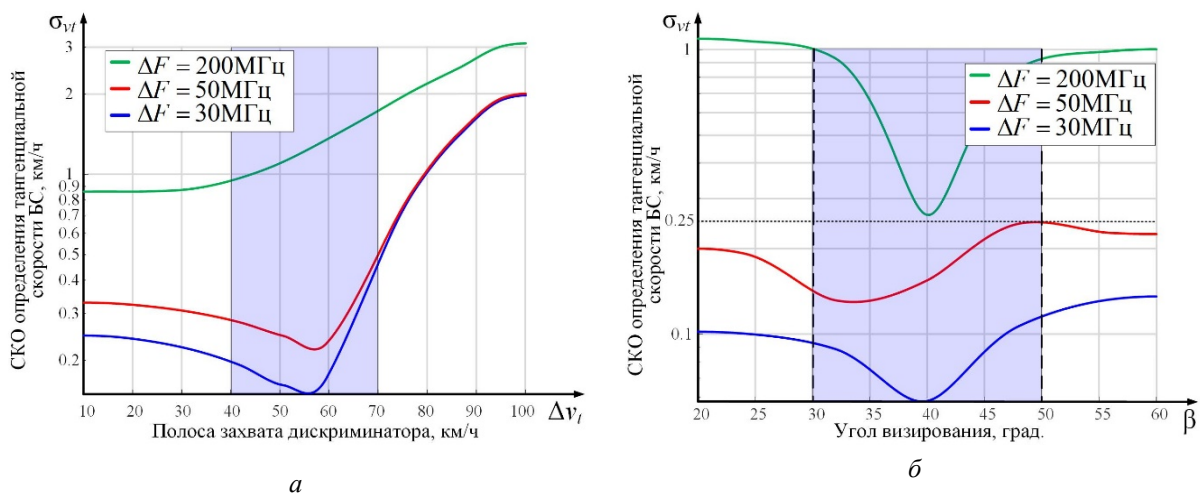 σvt
3
2
1
0.9
0.8
0.7
0.6
0.5
0.4
0.3
0.2
СКО определения тангенциальной
скорости БС, км/ч
ΔF = 200МГц
ΔF = 50МГц
ΔF = 30МГц
10 20 30 40 50 60 70 80 90 100 Δvt
Полоса захвата дискриминатора, км/ч
а
σvt
1
0.25
0.1
СКО определения тангенциальной
скорости БС, км/ч
ΔF = 200МГц
ΔF = 50МГц
ΔF = 30МГц
20 25 30 35 40 45 50 55 60 β
Угол визирования, град.
б